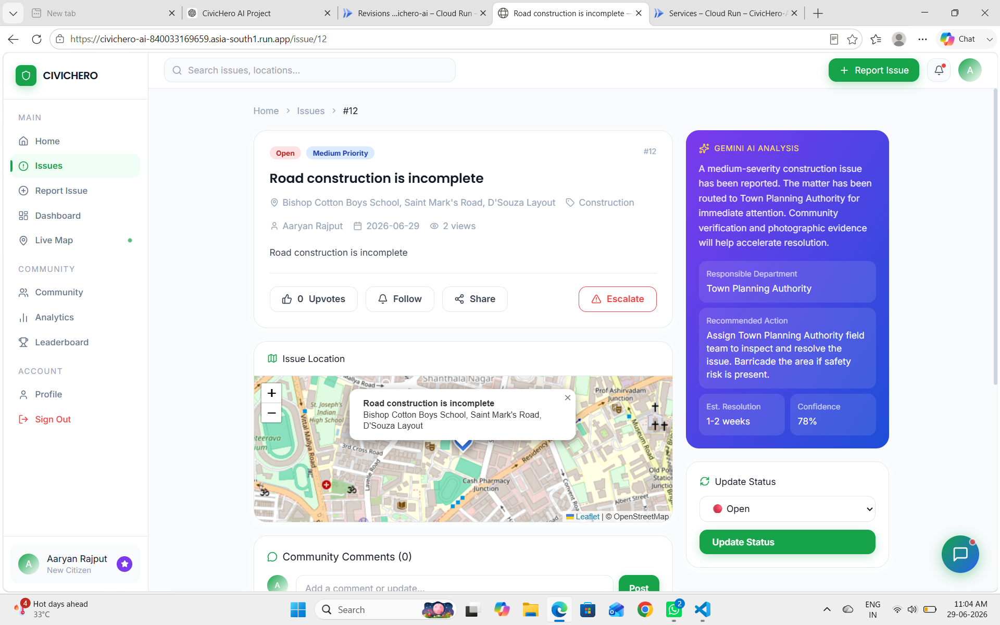 New tab
CivicHero AI Project
Revisions ...ichero-ai – Cloud Run
Road construction is incomplete –
Services – Cloud Run – CivicHero-
https://civichero-ai-840033169659.asia-south1.run.app/issue/12
Chat
CIVICHERO
Search issues, locations...
Report Issue
A
MAIN
Home
Issues
Report Issue
Dashboard
Live Map
COMMUNITY
Community
Analytics
Leaderboard
ACCOUNT
Profile
Sign Out
A
Aaryan Rajput
New Citizen
Home > Issues > #12
Open
Medium Priority
#12
Road construction is incomplete
Bishop Cotton Boys School, Saint Mark's Road, D'Souza Layout
Construction
Aaryan Rajput
2026-06-29
2 views
Road construction is incomplete
0 Upvotes
Follow
Share
Escalate
Issue Location
+
−
Shanthala Nagar
Mallya Road
St. Joseph's
Indian
High School
Vittal Mallya Road
3rd Cross Road
Lavelle Road
Residency R
Prof Ashirvadam
Junction
Museum Road
Cash Pharmacy
Junction
Convent Roa
Albert Street
Old Pol
Station
Junctio
teerava
ium
Road construction is incomplete
Bishop Cotton Boys School, Saint Mark's Road,
D'Souza Layout
Leaflet | © OpenStreetMap
Community Comments (0)
A
Add a comment or update...
Post
GEMINI AI ANALYSIS
A medium-severity construction issue
has been reported. The matter has been
routed to Town Planning Authority for
immediate attention. Community
verification and photographic evidence
will help accelerate resolution.
Responsible Department
Town Planning Authority
Recommended Action
Assign Town Planning Authority field
team to inspect and resolve the
issue. Barricade the area if safety
risk is present.
Est. Resolution
1-2 weeks
Confidence
78%
Update Status
Open
Update Status
4
Hot days ahead
33°C
Search
2
ENG
IN
11:04 AM
29-06-2026